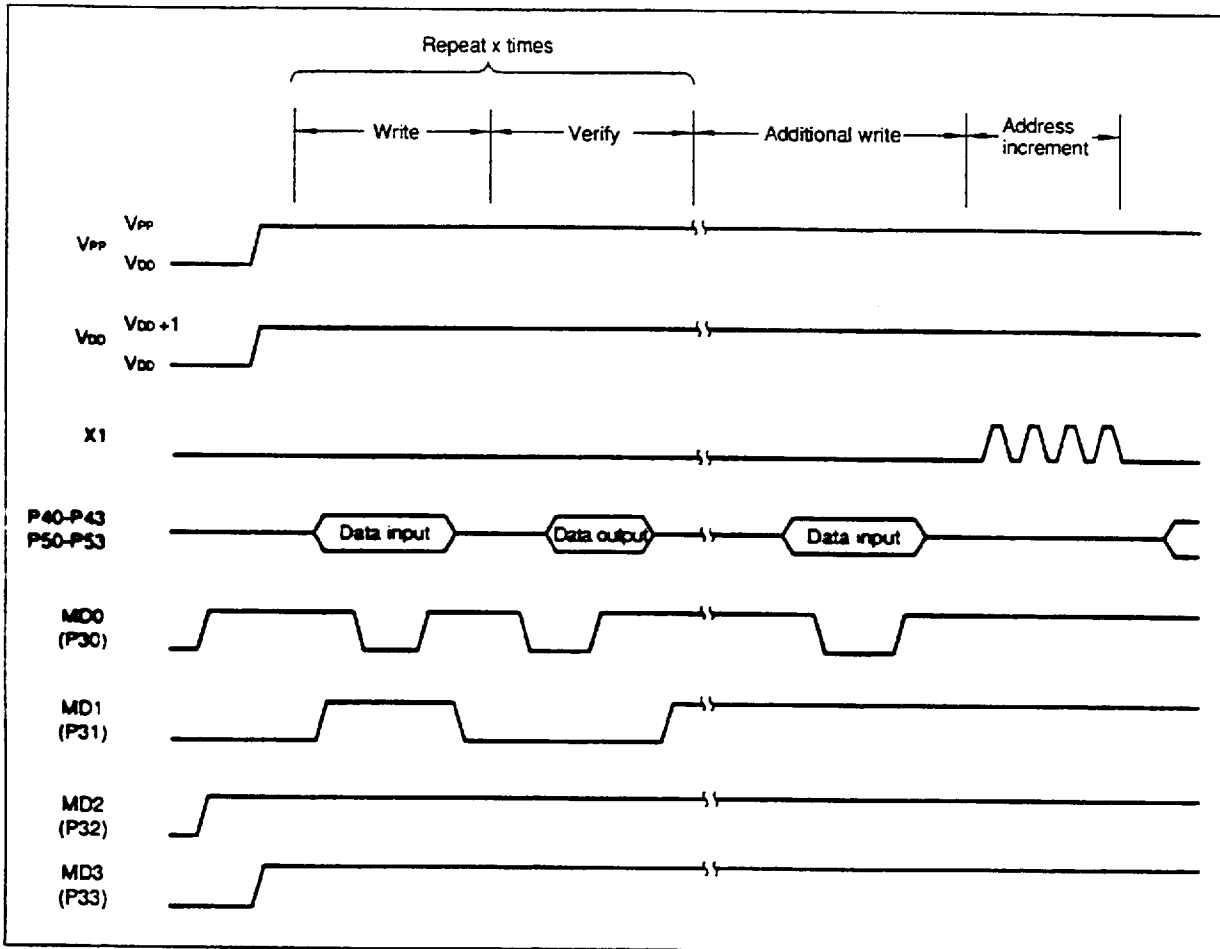 Repeat x times
Write
Verify
Additional write
Address
increment
VPP
VPP
VDD
VDD
VDD +1
VDD
X1
P40-P43
P50-P53
Data input
Data output
Data input
MD0
(P30)
MD1
(P31)
MD2
(P32)
MD3
(P33)